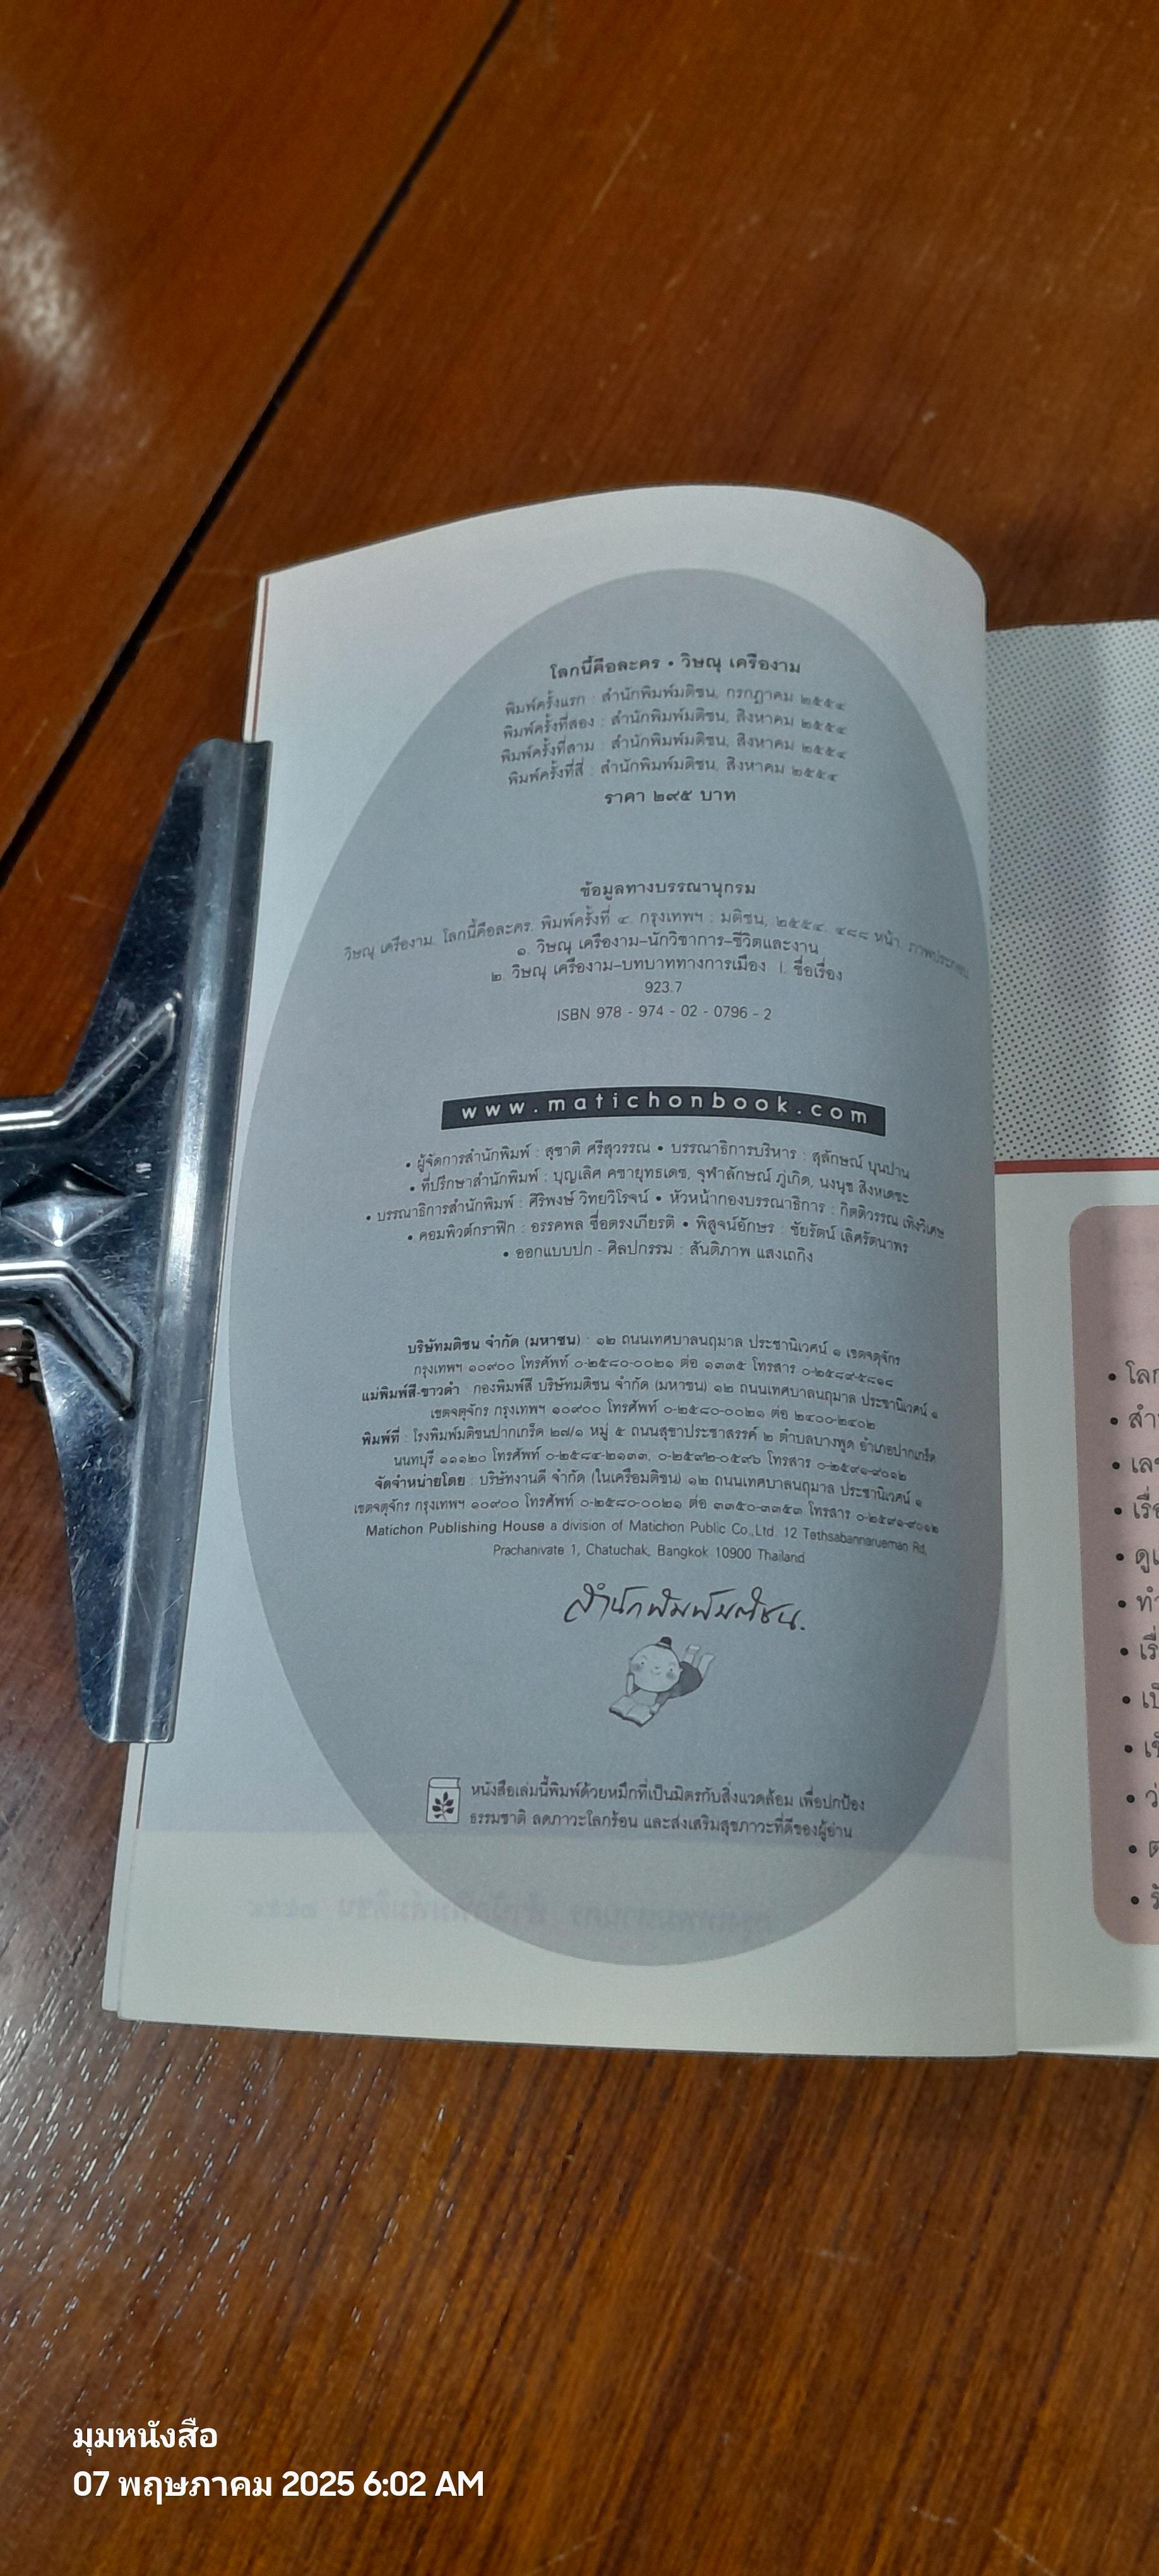 โลกนี้คือละคร • วิษณุ เครืองาม
พิมพ์ครั้งแรก : สำนักพิมพ์มติชน, กรกฎาคม ๒๕๕๔
พิมพ์ครั้งที่สอง : สำนักพิมพ์มติชน, สิงหาคม ๒๕๕๔
พิมพ์ครั้งที่สาม : สำนักพิมพ์มติชน, สิงหาคม ๒๕๕๔
พิมพ์ครั้งที่สี่ : สำนักพิมพ์มติชน, สิงหาคม ๒๕๕๔
ราคา ๒๙๕ บาท
ข้อมูลทางบรรณานุกรม
วิษณุ เครืองาม. โลกนี้คือละคร. พิมพ์ครั้งที่ ๔. กรุงเทพฯ : มติชน, ๒๕๕๔. ๔๘๘ หน้า. ภาพประกอบ.
๑. วิษณุ เครืองาม–นักวิชาการ–ชีวิตและงาน
๒. วิษณุ เครืองาม–บทบาททางการเมือง I. ชื่อเรื่อง
923.7
ISBN 978 - 974 - 02 - 0796 - 2
www.matichonbook.com
• ผู้จัดการสำนักพิมพ์ : สุชาติ ศรีสุวรรณ • บรรณาธิการบริหาร : สุลักษณ์ บุนปาน
• ที่ปรึกษาสำนักพิมพ์ : บุญเลิศ คชายุทธเดช, จุฬาลักษณ์ ภู่เกิด, นงนุช สิงหเดชะ
• บรรณาธิการสำนักพิมพ์ : ศิริพงษ์ วิทยวิโรจน์ • หัวหน้ากองบรรณาธิการ : กิตติวรรณ เทิงวิเศษ
• คอมพิวต์กราฟิก : อรรคพล ซื่อตรงเกียรติ • พิสูจน์อักษร : ชัยรัตน์ เลิศรัตนาพร
• ออกแบบปก - ศิลปกรรม : สันติภาพ แสงเถกิง
บริษัทมติชน จำกัด (มหาชน) : ๑๒ ถนนเทศบาลนฤมาล ประชานิเวศน์ ๑ เขตจตุจักร
กรุงเทพฯ ๑๐๙๐๐ โทรศัพท์ ๐-๒๕๘๐-๐๐๒๑ ต่อ ๑๓๓๕ โทรสาร ๐-๒๕๘๙-๕๘๑๘
แม่พิมพ์สี-ขาวดำ : กองพิมพ์สี บริษัทมติชน จำกัด (มหาชน) ๑๒ ถนนเทศบาลนฤมาล ประชานิเวศน์ ๑
เขตจตุจักร กรุงเทพฯ ๑๐๙๐๐ โทรศัพท์ ๐-๒๕๘๐-๐๐๒๑ ต่อ ๒๔๐๐-๒๔๐๒
พิมพ์ที่ : โรงพิมพ์มติชนปากเกร็ด ๒๗/๑ หมู่ ๕ ถนนสุขาประชาสรรค์ ๒ ตำบลบางพูด อำเภอปากเกร็ด
นนทบุรี ๑๑๑๒๐ โทรศัพท์ ๐-๒๕๘๔-๒๑๓๓, ๐-๒๕๙๒-๐๕๙๖ โทรสาร ๐-๒๕๙๑-๙๐๑๒
จัดจำหน่ายโดย : บริษัทงานดี จำกัด (ในเครือมติชน) ๑๒ ถนนเทศบาลนฤมาล ประชานิเวศน์ ๑
เขตจตุจักร กรุงเทพฯ ๑๐๙๐๐ โทรศัพท์ ๐-๒๕๘๐-๐๐๒๑ ต่อ ๓๓๕๐-๓๓๕๓ โทรสาร ๐-๒๕๙๑-๙๐๑๒
Matichon Publishing House a division of Matichon Public Co.,Ltd. 12 Tethsabannarueman Rd,
Prachanivate 1, Chatuchak, Bangkok 10900 Thailand
สำนักพิมพ์มติชน.
หนังสือเล่มนี้พิมพ์ด้วยหมึกที่เป็นมิตรกับสิ่งแวดล้อม เพื่อปกป้อง
ธรรมชาติ ลดภาวะโลกร้อน และส่งเสริมสุขภาวะที่ดีของผู้อ่าน
มุมหนังสือ
07 พฤษภาคม 2025 6:02 AM